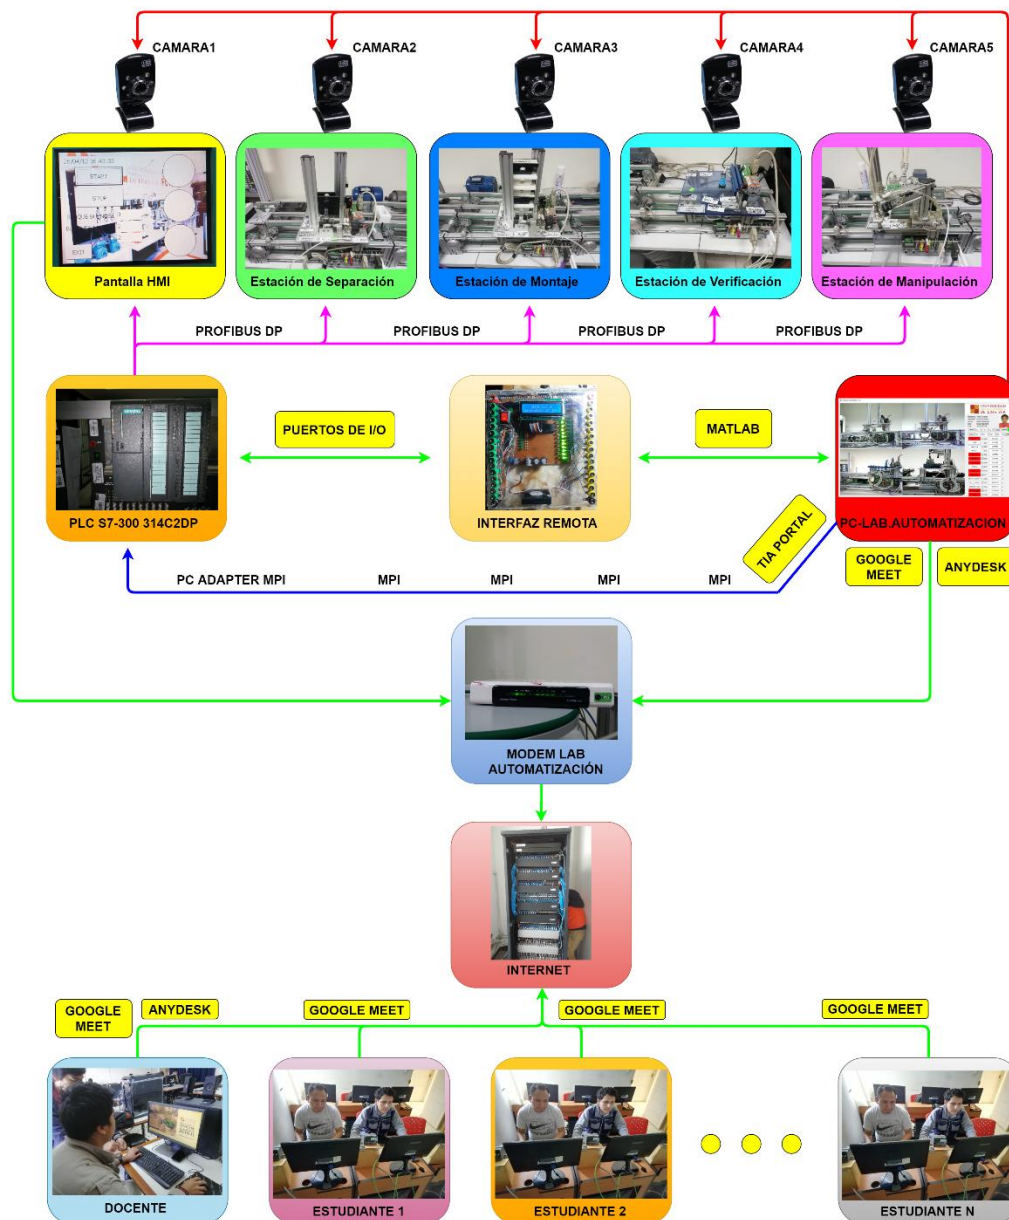 CAMARA1
CAMARA2
CAMARA3
CAMARA4
CAMARA5
START
STOP
Pantalla HMI
Estación de Separación
Estación de Montaje
Estación de Verificación
Estación de Manipulación
PROFIBUS DP
PROFIBUS DP
PROFIBUS DP
PROFIBUS DP
SIEMENS
PUERTOS DE I/O
MATLAB
PLC S7-300 314C2DP
INTERFAZ REMOTA
PC-LAB.AUTOMATIZACION
TIA PORTAL
GOOGLE
MEET
ANYDESK
PC ADAPTER MPI
MPI
MPI
MPI
MPI
MODEM LAB
AUTOMATIZACIÓN
INTERNET
GOOGLE
MEET
ANYDESK
GOOGLE MEET
GOOGLE MEET
GOOGLE MEET
DOCENTE
ESTUDIANTE 1
ESTUDIANTE 2
ESTUDIANTE N